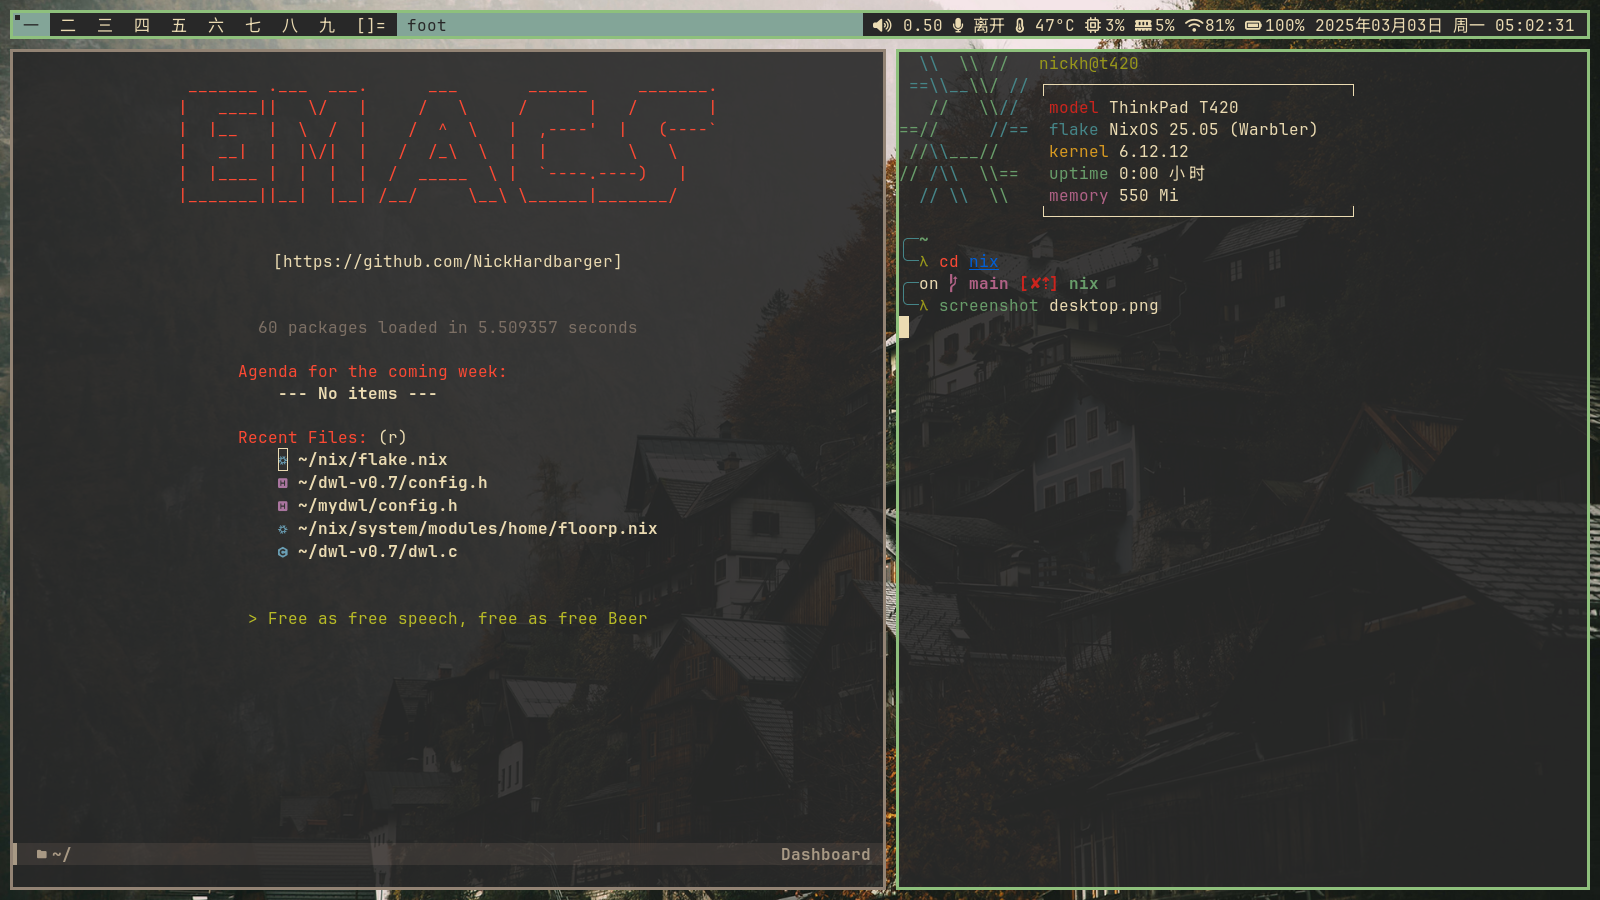 一 二 三 四 五 六 七 八 九 []= foot 0.50 离开 47°C 3% 5% 81% 100% 2025年03月03日 周一 05:02:31
EMACS
[https://github.com/NickHardbarger]
60 packages loaded in 5.509357 seconds
Agenda for the coming week:
--- No items ---
Recent Files: (r)
~/nix/flake.nix
~/dwl-v0.7/config.h
~/mydwl/config.h
~/nix/system/modules/home/floorp.nix
~/dwl-v0.7/dwl.c
> Free as free speech, free as free Beer
~/ Dashboard
nickh@t420
model ThinkPad T420
flake NixOS 25.05 (Warbler)
kernel 6.12.12
uptime 0:00 小时
memory 550 Mi
~
λ cd nix
on main [✘⇡] nix
λ screenshot desktop.png